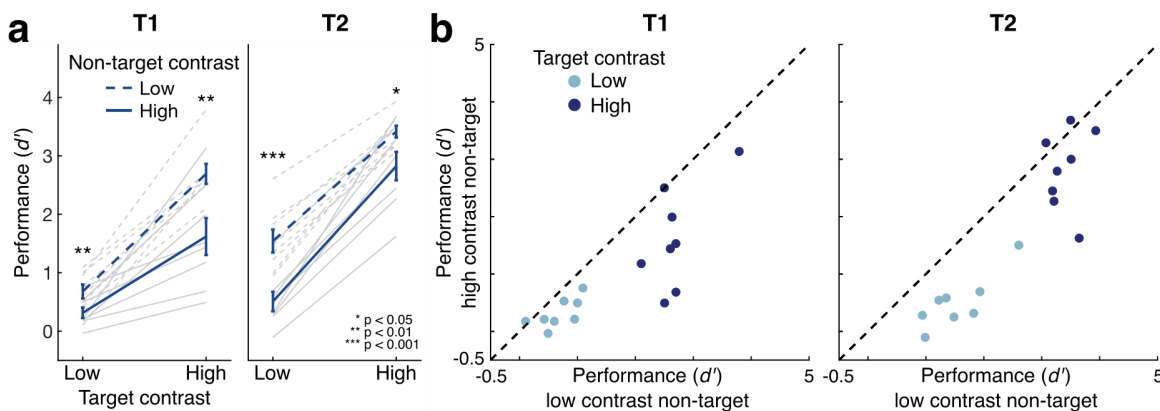 a
T1
T2
Performance (d')
4
3
2
1
0
Non-target contrast
Low
High
**
**
***
*
* p < 0.05
** p < 0.01
*** p < 0.001
Low
High
Low
High
Target contrast
b
T1
T2
Performance (d')
high contrast non-target
5
-0.5
Target contrast
Low
High
-0.5
5
-0.5
5
Performance (d')
low contrast non-target
Performance (d')
low contrast non-target